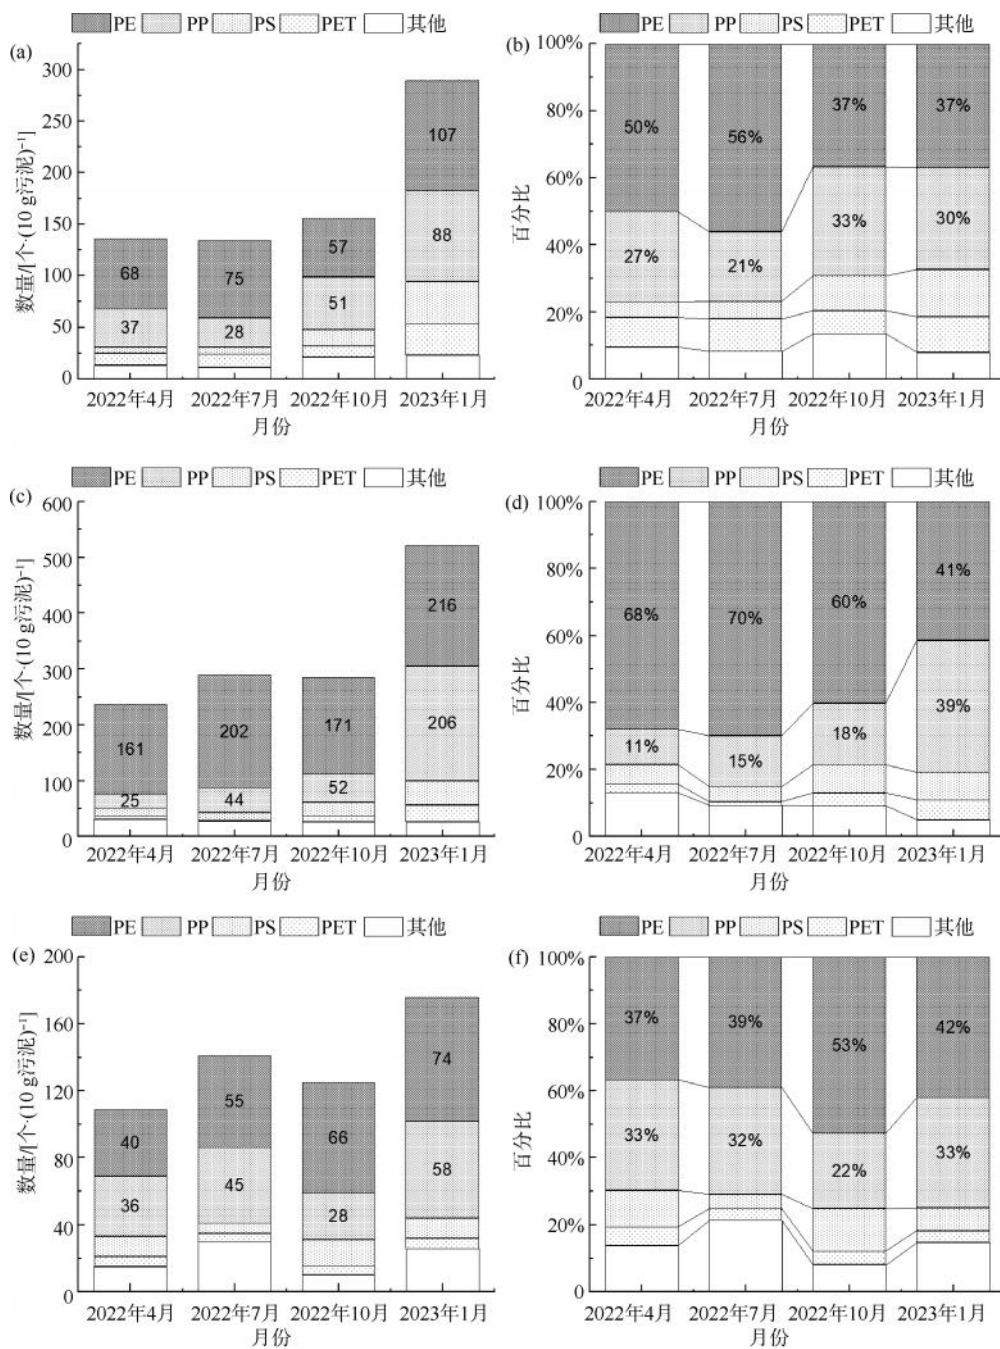 PE PP PS PET 其他
(a)
数量/[个·(10 g污泥)⁻¹]
300
250
200
150
100
50
0
68
37
75
28
57
51
107
88
2022年4月 2022年7月 2022年10月 2023年1月
月份
PE PP PS PET 其他
(b)
百分比
100%
80%
60%
40%
20%
0
50%
27%
56%
21%
37%
33%
37%
30%
2022年4月 2022年7月 2022年10月 2023年1月
月份
PE PP PS PET 其他
(c)
数量/[个·(10 g污泥)⁻¹]
600
500
400
300
200
100
0
161
25
202
44
171
52
216
206
2022年4月 2022年7月 2022年10月 2023年1月
月份
PE PP PS PET 其他
(d)
百分比
100%
80%
60%
40%
20%
0
68%
11%
70%
15%
60%
18%
41%
39%
2022年4月 2022年7月 2022年10月 2023年1月
月份
PE PP PS PET 其他
(e)
数量/[个·(10 g污泥)⁻¹]
200
160
120
80
40
0
40
36
55
45
66
28
74
58
2022年4月 2022年7月 2022年10月 2023年1月
月份
PE PP PS PET 其他
(f)
百分比
100%
80%
60%
40%
20%
0
37%
33%
39%
32%
53%
22%
42%
33%
2022年4月 2022年7月 2022年10月 2023年1月
月份